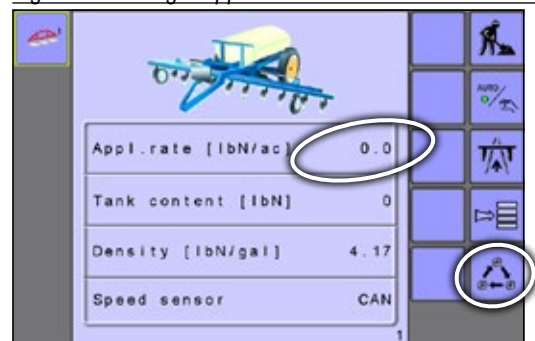 AUTO
Appl.rate [lbN/ac] 0.0
Tank content [lbN] 0
Density [lbN/gal] 4.17
Speed sensor CAN
1